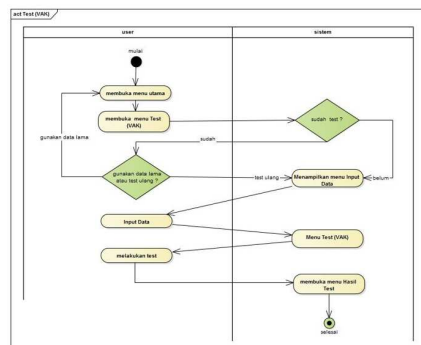 act Test (VAK)
user
sistem
mulai
membuka menu utama
membuka menu Test
(VAK)
sudah test ?
gunakan data lama
sudah
gunakan data lama
atau test ulang ?
test ulang
Menampilkan menu Input
Data
belum
Input Data
Menu Test (VAK)
melakukan test
membuka menu Hasil
Test
selesai